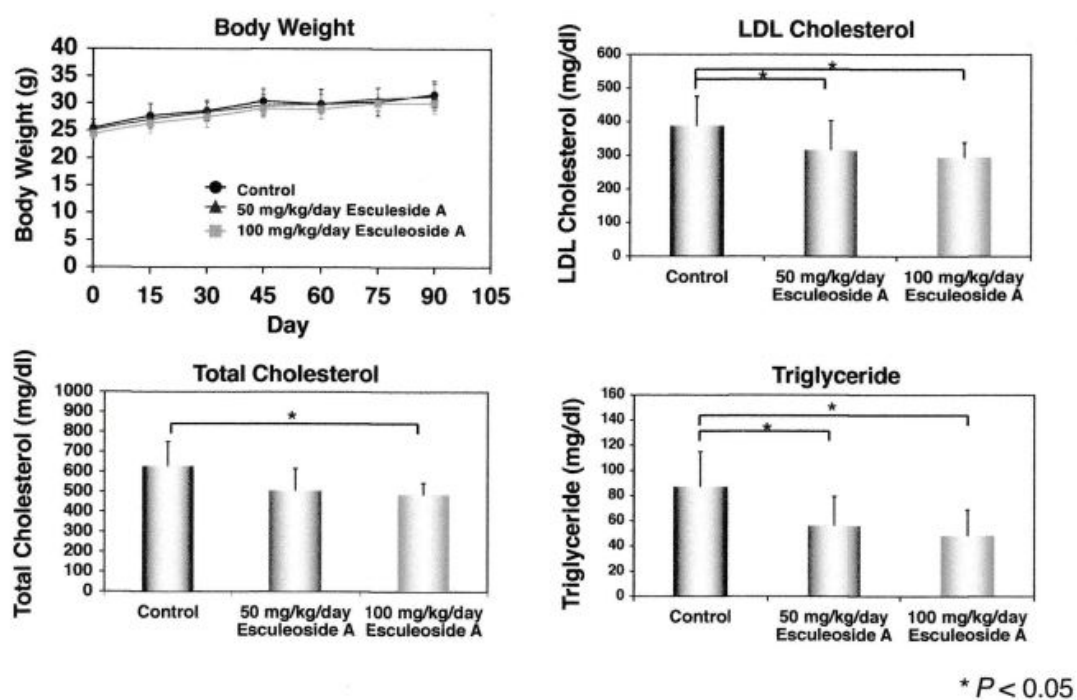 Body Weight
Body Weight (g)
40
35
30
25
20
15
10
5
0
Control
50 mg/kg/day Esculeside A
100 mg/kg/day Esculeoside A
0 15 30 45 60 75 90 105
Day
LDL Cholesterol
LDL Cholesterol (mg/dl)
600
500
400
300
200
100
0
*
*
Control
50 mg/kg/day
Esculeoside A
100 mg/kg/day
Esculeoside A
Total Cholesterol
Total Cholesterol (mg/dl)
1000
900
800
700
600
500
400
300
200
100
0
*
Control
50 mg/kg/day
Esculeoside A
100 mg/kg/day
Esculeoside A
Triglyceride
Triglyceride (mg/dl)
160
140
120
100
80
60
40
20
0
*
*
Control
50 mg/kg/day
Esculeoside A
100 mg/kg/day
Esculeoside A
* P < 0.05